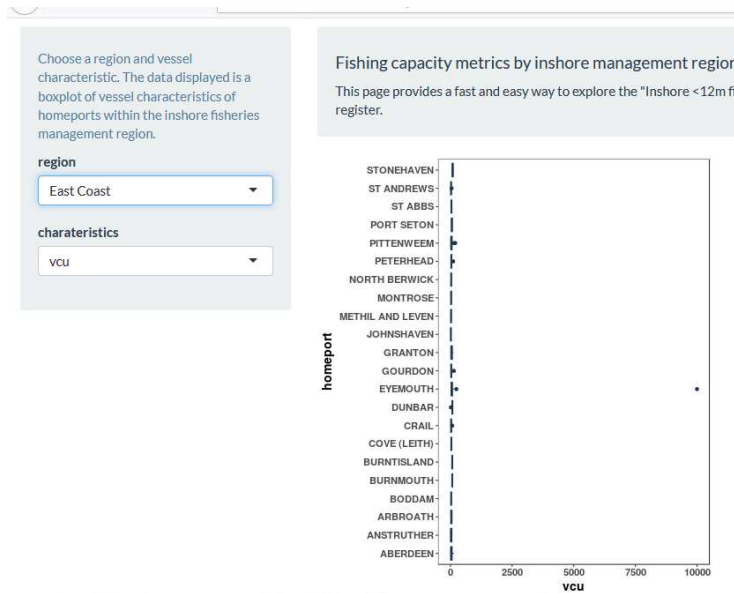 Choose a region and vessel
characteristic. The data displayed is a
boxplot of vessel characteristics of
homeports within the inshore fisheries
management region.
region
East Coast
charateristics
vcu
Fishing capacity metrics by inshore management region
This page provides a fast and easy way to explore the "Inshore <12m fi
register.
homeport
STONEHAVEN
ST ANDREWS
ST ABBS
PORT SETON
PITTENWEEM
PETERHEAD
NORTH BERWICK
MONTROSE
METHIL AND LEVEN
JOHNSHAVEN
GRANTON
GOURDON
EYEMOUTH
DUNBAR
CRAIL
COVE (LEITH)
BURNTISLAND
BURNMOUTH
BODDAM
ARBROATH
ANSTRUTHER
ABERDEEN
0 2500 5000 7500 10000
vcu